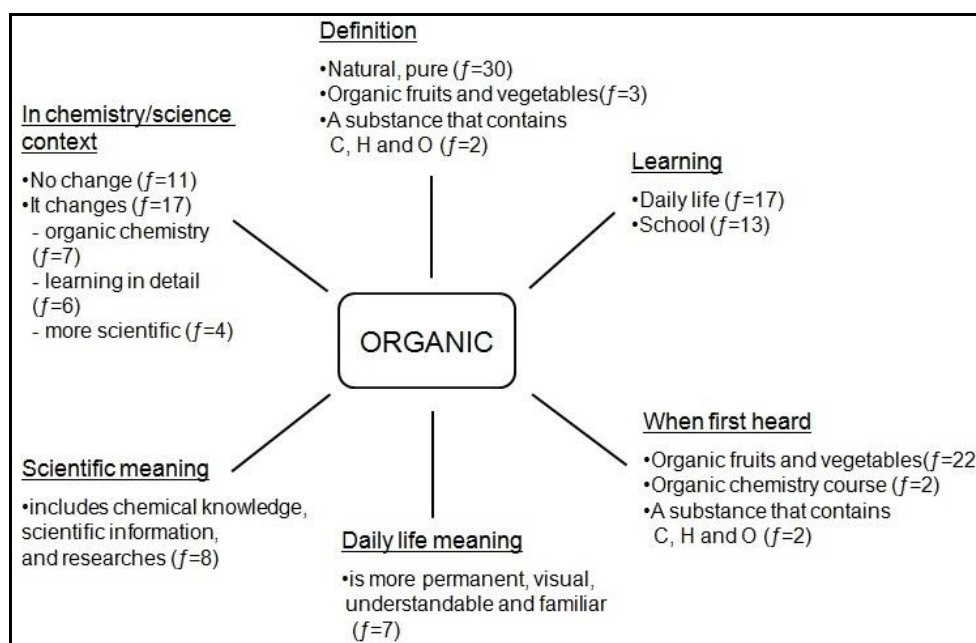 Definition
•Natural, pure (ƒ=30)
•Organic fruits and vegetables(ƒ=3)
•A substance that contains
C, H and O (ƒ=2)
In chemistry/science
context
•No change (ƒ=11)
•It changes (ƒ=17)
- organic chemistry
(ƒ=7)
- learning in detail
(ƒ=6)
- more scientific (ƒ=4)
Learning
•Daily life (ƒ=17)
•School (ƒ=13)
ORGANIC
Scientific meaning
•includes chemical knowledge,
scientific information,
and researches (ƒ=8)
Daily life meaning
•is more permanent, visual,
understandable and familiar
(ƒ=7)
When first heard
•Organic fruits and vegetables(ƒ=22
•Organic chemistry course (ƒ=2)
•A substance that contains
C, H and O (ƒ=2)